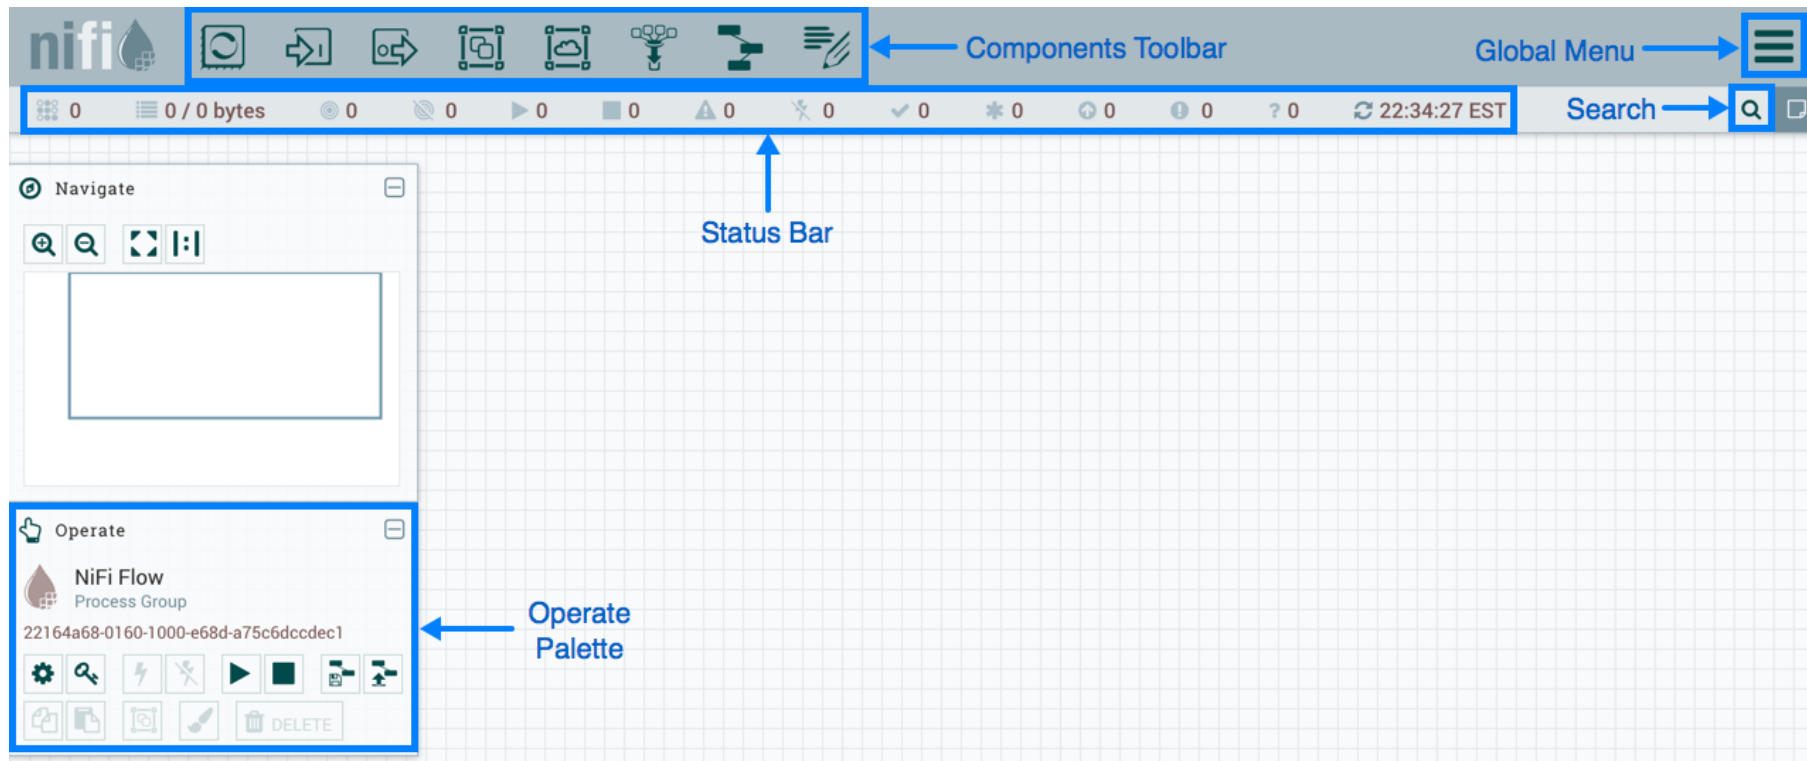 nifi
Components Toolbar
Global Menu
0
0 / 0 bytes
0
0
0
0
0
0
0
0
0
0
? 0
22:34:27 EST
Search
Navigate
Status Bar
Operate
NiFi Flow
Process Group
22164a68-0160-1000-e68d-a75c6dccdec1
Operate
Palette
DELETE